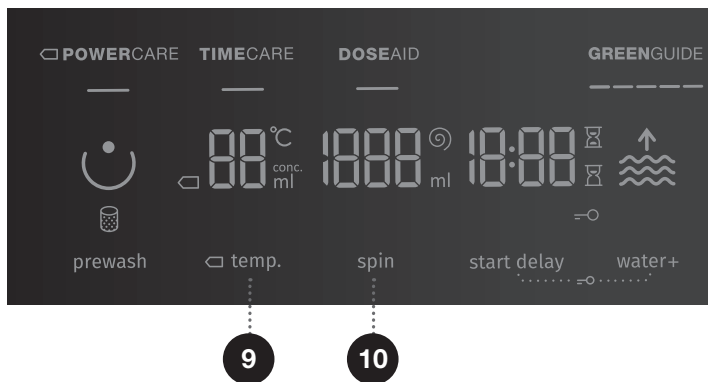 POWERCARE TIMECARE DOSEAID GREENGUIDE
88 °C 1888 18:88
conc.
ml ml
prewash temp. spin start delay water+
9 10